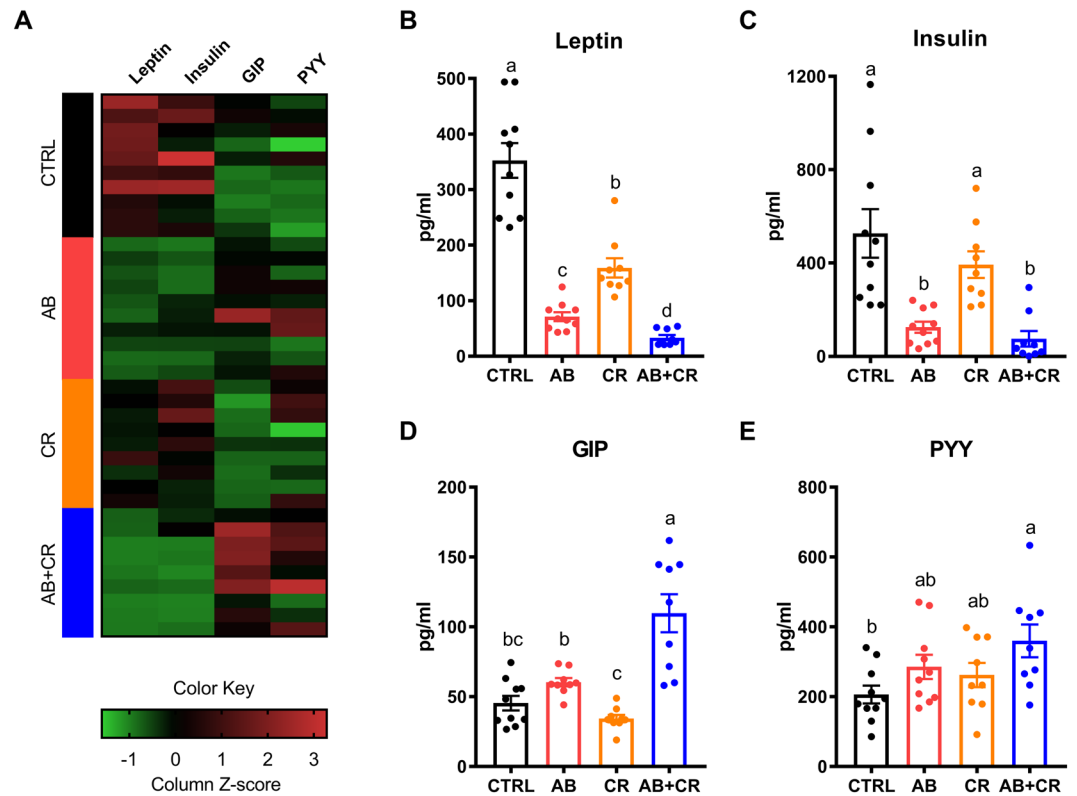 A
Leptin
Insulin
GIP
PYY
CTRL
AB
CR
AB+CR
Color Key
-1 0 1 2 3
Column Z-score
B
Leptin
500
400
300
200
100
0
pg/ml
a
c
b
d
CTRL AB CR AB+CR
C
Insulin
1200
800
400
0
pg/ml
a
b
a
b
CTRL AB CR AB+CR
D
GIP
200
150
100
50
0
pg/ml
bc
b
c
a
CTRL AB CR AB+CR
E
PYY
800
600
400
200
0
pg/ml
b
ab
ab
a
CTRL AB CR AB+CR